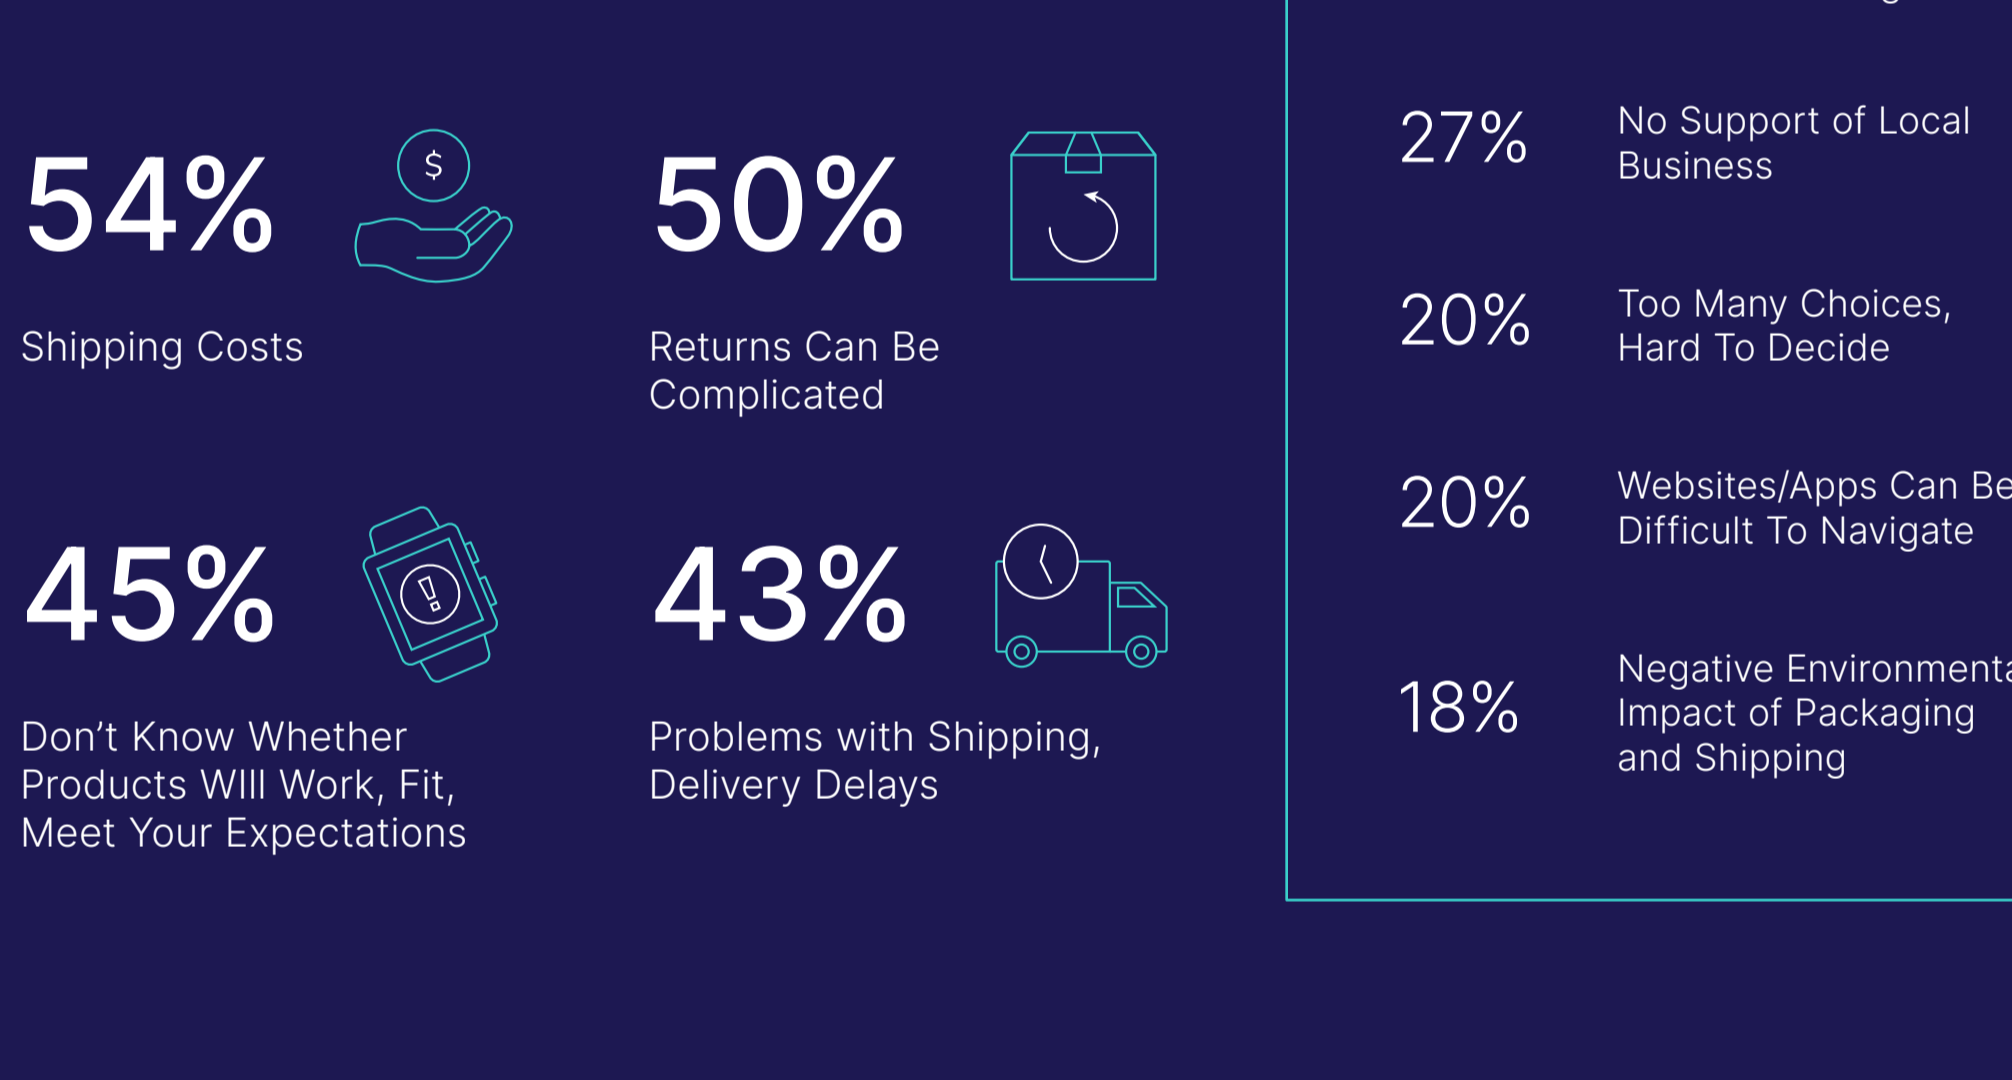 54%
$
Shipping Costs
50%
Returns Can Be
Complicated
45%
!
Don’t Know Whether
Products WIll Work, Fit,
Meet Your Expectations
43%
Problems with Shipping,
Delivery Delays
27%
No Support of Local
Business
20%
Too Many Choices,
Hard To Decide
20%
Websites/Apps Can Be
Difficult To Navigate
18%
Negative Environmenta
Impact of Packaging
and Shipping